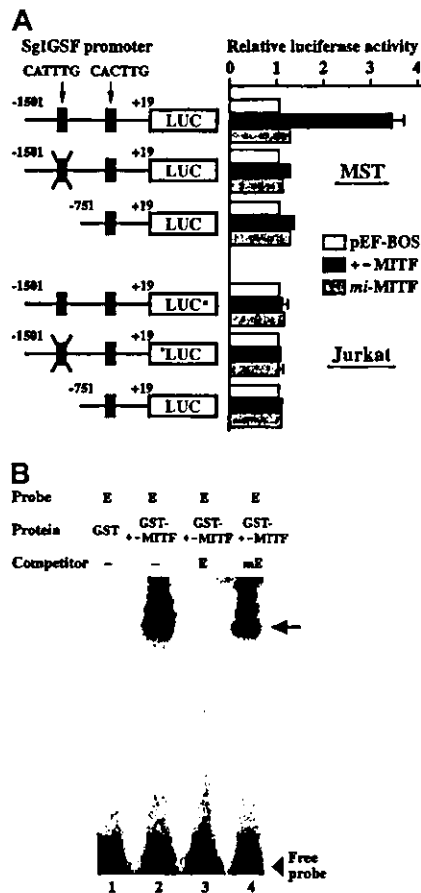 A
SgIGSF promoter
Relative luciferase activity
CATTTG CACTTG
0 1 2 3 4
-1501 +19 LUC
-1501 +19 LUC
MST
-751 +19 LUC
pEF-BOS
+-MITF
mi-MITF
-1501 +19 LUC"
-1501 +19 'LUC
Jurkat
-751 +19 LUC
B
Probe E E E E
Protein GST GST-+-MITF GST-+-MITF GST-+-MITF
Competitor - - E mE
Free probe
1 2 3 4